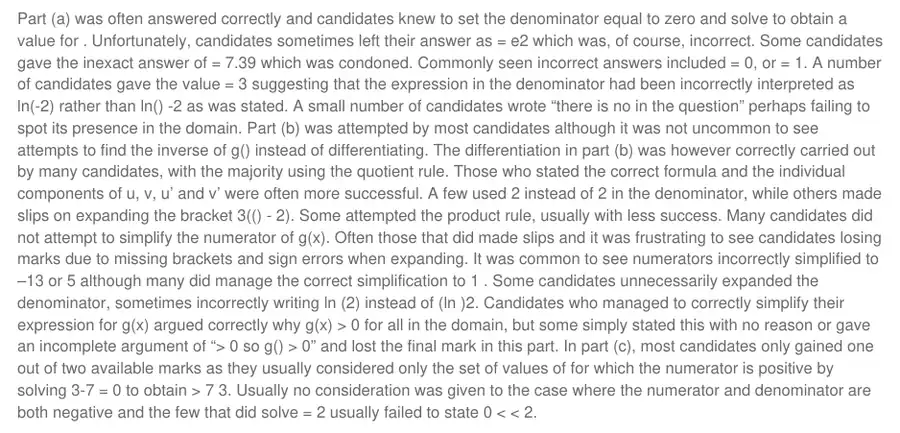 Part (a) was often answered correctly and candidates knew to set the denominator equal to zero and solve to obtain a
value for . Unfortunately, candidates sometimes left their answer as = e2 which was, of course, incorrect. Some candidates
gave the inexact answer of = 7.39 which was condoned. Commonly seen incorrect answers included = 0, or = 1. A number
of candidates gave the value = 3 suggesting that the expression in the denominator had been incorrectly interpreted as
ln(-2) rather than ln() -2 as was stated. A small number of candidates wrote “there is no in the question” perhaps failing to
spot its presence in the domain. Part (b) was attempted by most candidates although it was not uncommon to see
attempts to find the inverse of g() instead of differentiating. The differentiation in part (b) was however correctly carried out
by many candidates, with the majority using the quotient rule. Those who stated the correct formula and the individual
components of u, v, u’ and v’ were often more successful. A few used 2 instead of 2 in the denominator, while others made
slips on expanding the bracket 3(() - 2). Some attempted the product rule, usually with less success. Many candidates did
not attempt to simplify the numerator of g(x). Often those that did made slips and it was frustrating to see candidates losing
marks due to missing brackets and sign errors when expanding. It was common to see numerators incorrectly simplified to
–13 or 5 although many did manage the correct simplification to 1 . Some candidates unnecessarily expanded the
denominator, sometimes incorrectly writing ln (2) instead of (ln )2. Candidates who managed to correctly simplify their
expression for g(x) argued correctly why g(x) > 0 for all in the domain, but some simply stated this with no reason or gave
an incomplete argument of “> 0 so g() > 0” and lost the final mark in this part. In part (c), most candidates only gained one
out of two available marks as they usually considered only the set of values of for which the numerator is positive by
solving 3-7 = 0 to obtain > 7 3. Usually no consideration was given to the case where the numerator and denominator are
both negative and the few that did solve = 2 usually failed to state 0 < < 2.